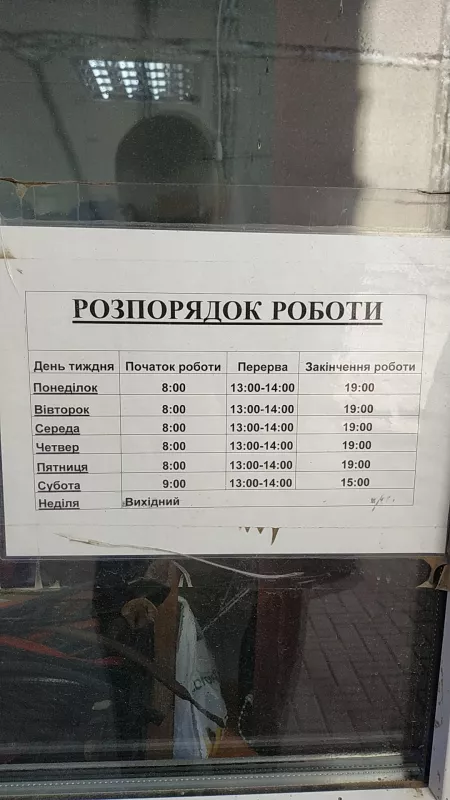 РОЗПОРЯДОК РОБОТИ
День тиждня Початок роботи Перерва Закінчення роботи
Понеділок 8:00 13:00-14:00 19:00
Вівторок 8:00 13:00-14:00 19:00
Середа 8:00 13:00-14:00 19:00
Четвер 8:00 13:00-14:00 19:00
Пятниця 8:00 13:00-14:00 19:00
Субота 9:00 13:00-14:00 15:00
Неділя Вихідний